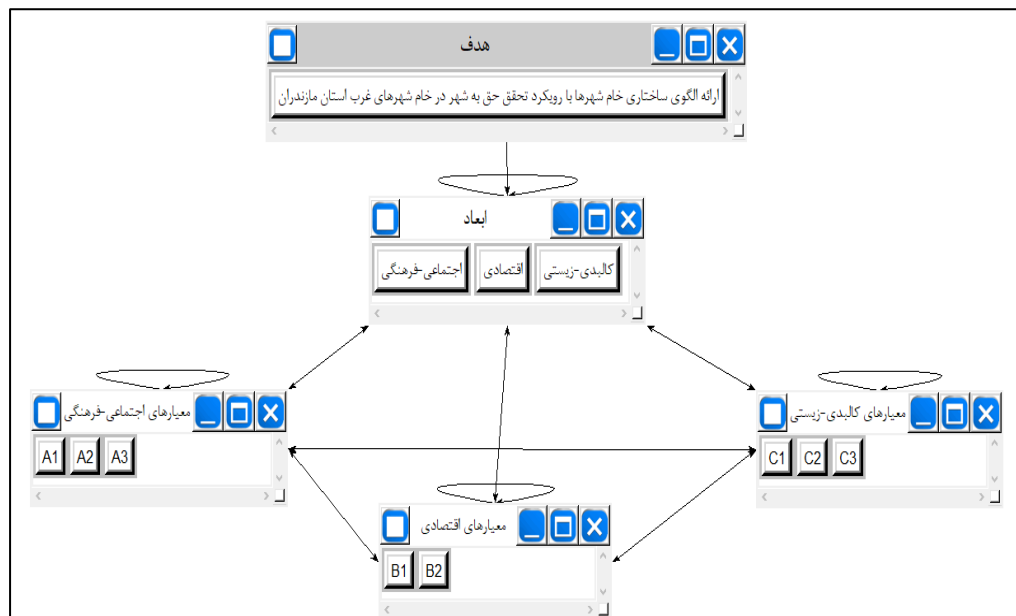 هدف
ارائه الگوی ساختاری خام شهرها با رویکرد تحقق حق به شهر در خام شهرهای غرب استان مازندران
ابعاد
اجتماعی-فرهنگی اقتصادی کالبدی-زیستی
معیارهای اجتماعی-فرهنگی
A1 A2 A3
معیارهای کالبدی-زیستی
C1 C2 C3
معیارهای اقتصادی
B1 B2